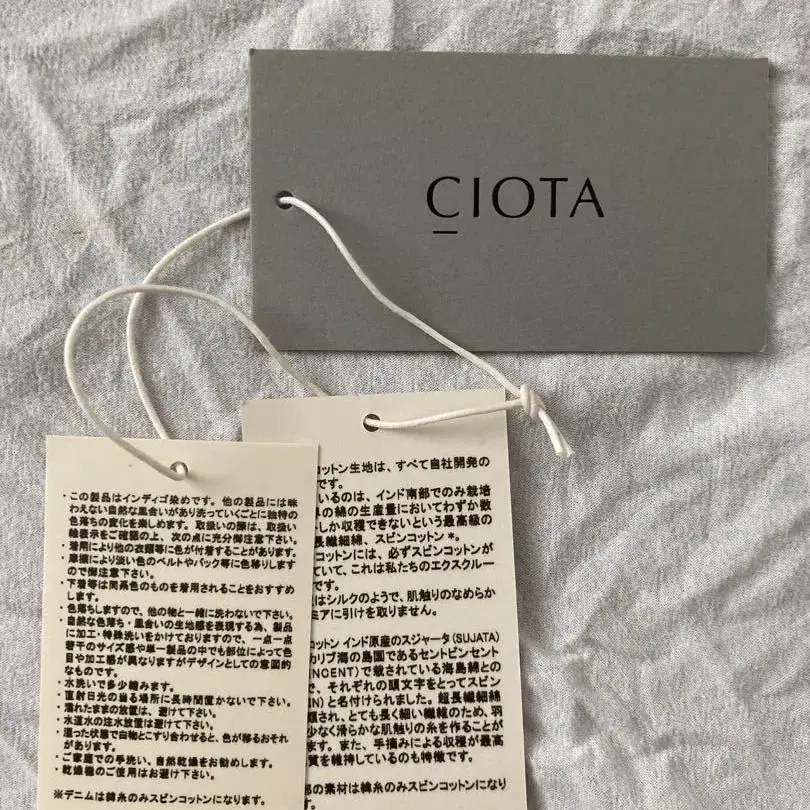 CIOTA
・この製品はインディゴ染めです。他の製品には味
わえない自然な風合いがあり洗っていくごとに独特の
色落ちの変化を楽しめます。取扱いの際は、取扱い
絵表示をご確認の上、次の点に充分御注意下さい。
・着用により他の衣類等に色が付着することがあります。
・摩擦により淡い色のベルトやバック等に色移りします
ので御注意下さい。
・下着等は同系色のものを着用されることをおすすめ
します。
・色落ちしますので、他の物と一緒に洗わないで下さい。
・自然な色落ち・風合いの生地感を表現する為、製品
に加工・特殊洗いをかけておりますので、一点一点
若干のサイズ感や単一製品の中でも部位によって色
目や加工感が異なりますがデザインとしての意図的
なものです。
・水洗いで多少縮みます。
・直射日光の当る場所に長時間置かないで下さい。
・濡れたままの放置は、避けて下さい。
・水道水の注水放置は避けて下さい。
・湿った状態で白物とこすり合わせると、色が移るおそれ
があります。
・ご家庭での手洗い、自然乾燥をお勧めします。
・乾燥機のご使用はお避け下さい。
※デニムは緯糸のみスピンコットンになります。
ットン生地は、すべて自社開発の
です。
いるのは、インド南部でのみ栽培
の綿の生産量においてわずか数
しか収穫できないという最高級の
長繊細綿、スピンコットン＊。
コットンには、必ずスピンコットンが
ていて、これは私たちのエクスクルー
です。
はシルクのようで、肌触りのなめらか
ミアに引けを取りません。
コットン インド原産のスジャータ(SUJATA)
カリブ海の島国であるセントビンセント
INCENT)で栽されている海島綿との
で、それぞれの頭文字をとってスピン
IN)と名付けられました。超長繊細綿
類され、とても長く細い繊維のため、羽
少なく滑らかな肌触りの糸を作ることが
ます。また、手摘みによる収穫が最高
質を維持しているのも特徴です。
部の素材は緯糸のみスピンコットンになり
す。